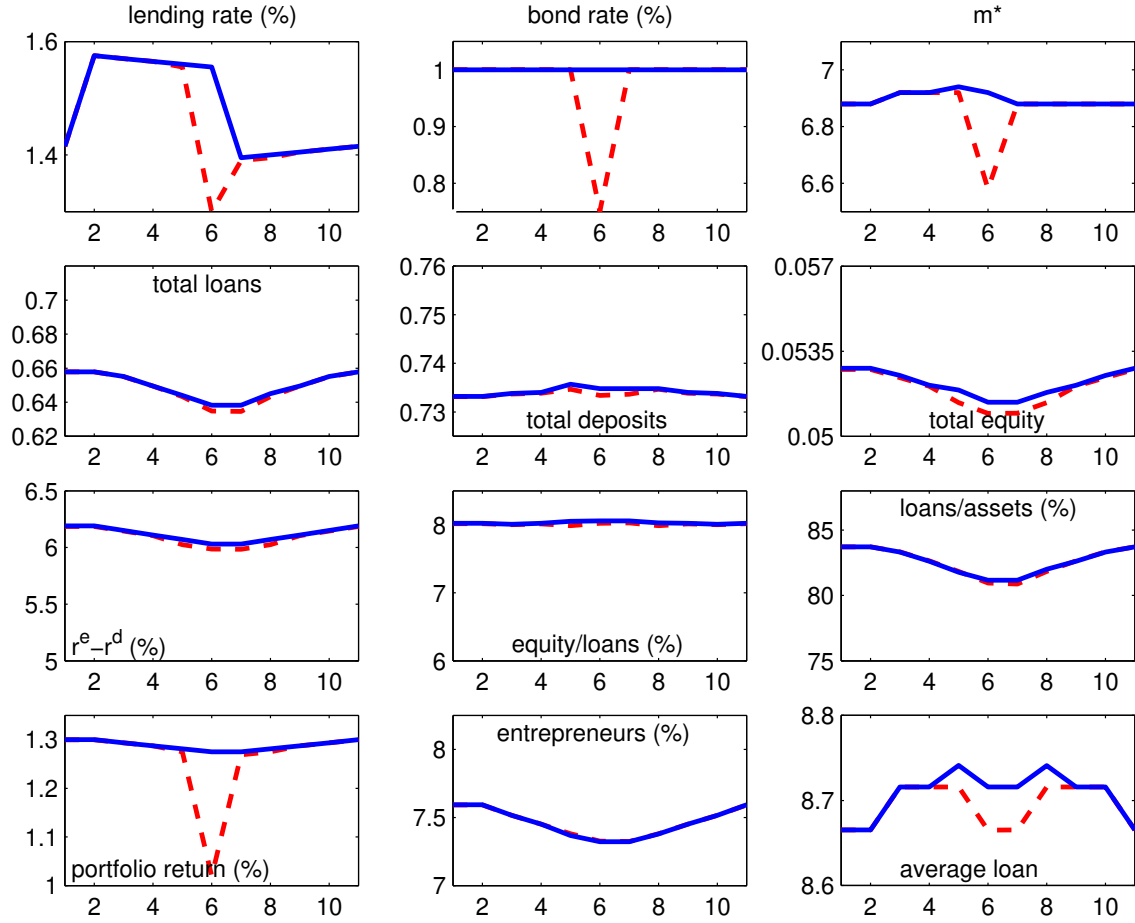 lending rate (%) bond rate (%) m*
1.6
1.4
2 4 6 8 10
1
0.9
0.8
2 4 6 8 10
7
6.8
6.6
2 4 6 8 10
total loans
0.7
0.68
0.66
0.64
0.62
2 4 6 8 10
0.76
0.75
0.74
0.73
total deposits
2 4 6 8 10
0.057
0.0535
0.05
total equity
2 4 6 8 10
6.5
6
5.5
5
r^e−r^d (%)
2 4 6 8 10
8
7
6
equity/loans (%)
2 4 6 8 10
loans/assets (%)
85
80
75
2 4 6 8 10
1.3
1.2
1.1
1
portfolio return (%)
2 4 6 8 10
entrepreneurs (%)
8
7.5
7
2 4 6 8 10
8.8
8.7
8.6
average loan
2 4 6 8 10